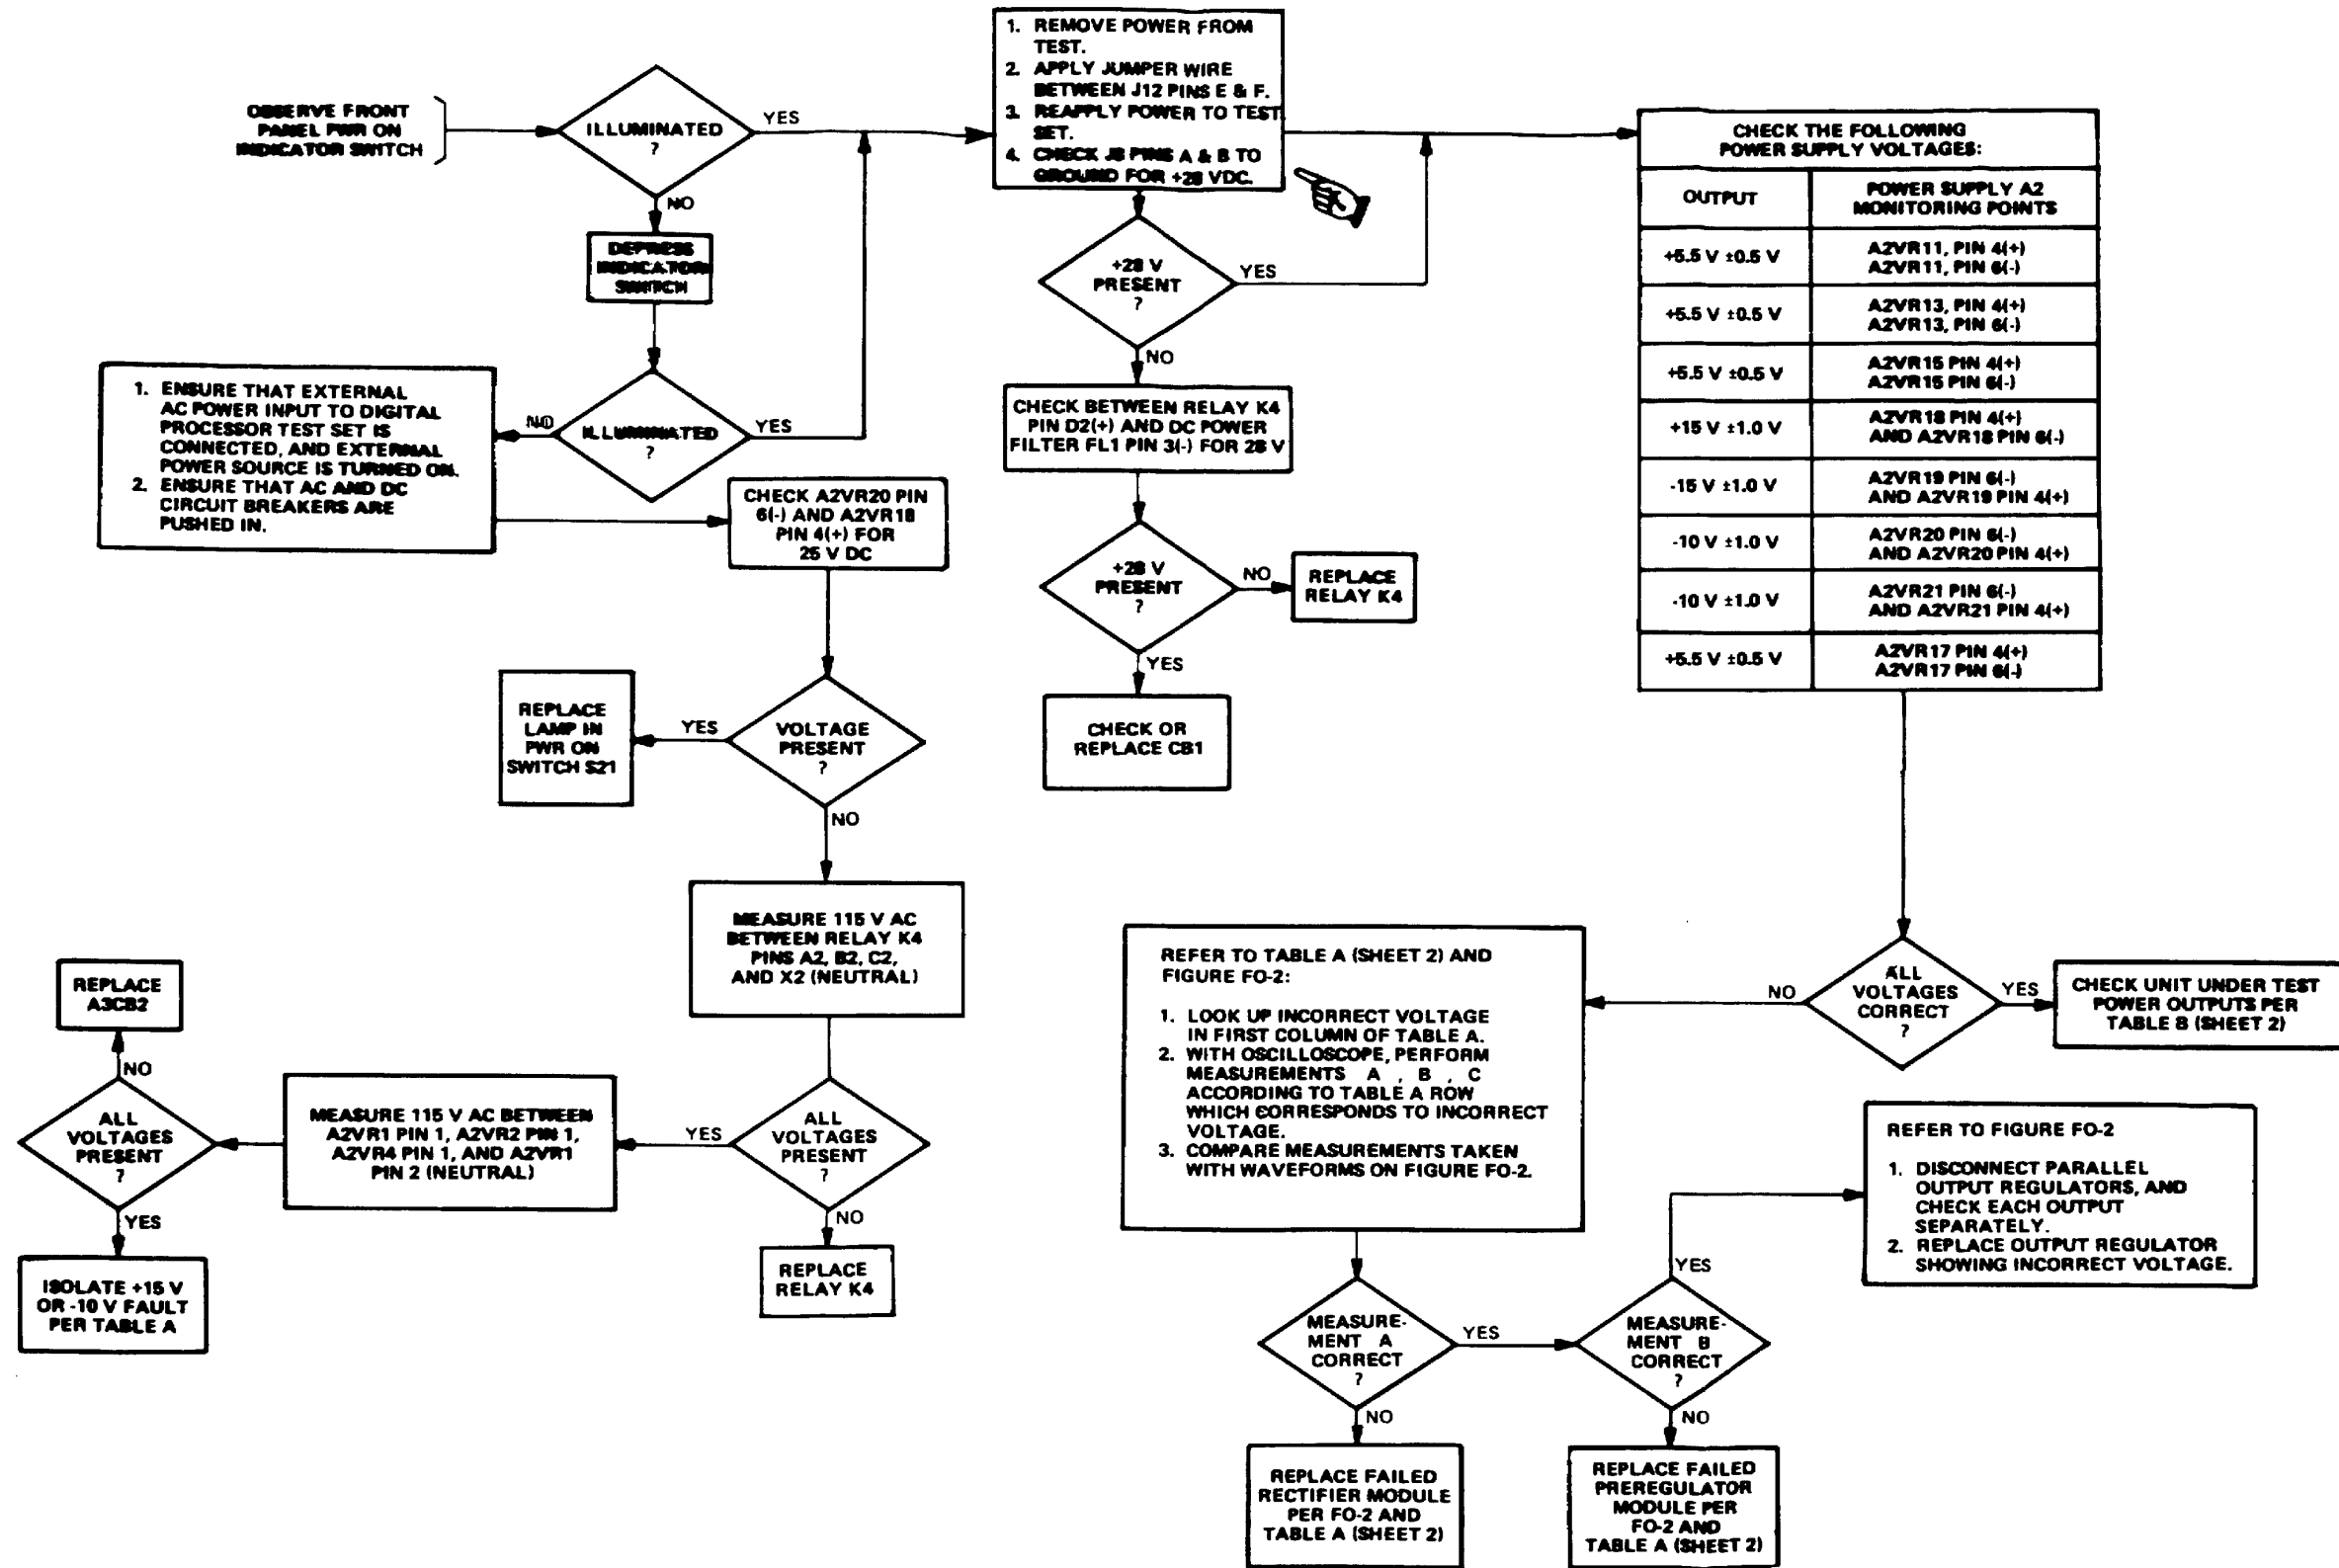 OBSERVE FRONT
PANEL PWR ON
INDICATOR SWITCH
ILLUMINATED
?
YES
NO
DEPRESS
INDICATOR
SWITCH
ILLUMINATED
?
YES
NO
1. ENSURE THAT EXTERNAL
AC POWER INPUT TO DIGITAL
PROCESSOR TEST SET IS
CONNECTED, AND EXTERNAL
POWER SOURCE IS TURNED ON.
2. ENSURE THAT AC AND DC
CIRCUIT BREAKERS ARE
PUSHED IN.
CHECK A2VR20 PIN
6(-) AND A2VR18
PIN 4(+) FOR
25 V DC
VOLTAGE
PRESENT
?
YES
REPLACE
LAMP IN
PWR ON
SWITCH S21
NO
MEASURE 115 V AC
BETWEEN RELAY K4
PINS A2, B2, C2,
AND X2 (NEUTRAL)
ALL
VOLTAGES
PRESENT
?
NO
REPLACE
RELAY K4
YES
MEASURE 115 V AC BETWEEN
A2VR1 PIN 1, A2VR2 PIN 1,
A2VR4 PIN 1, AND A2VR1
PIN 2 (NEUTRAL)
ALL
VOLTAGES
PRESENT
?
NO
REPLACE
A3CB2
YES
ISOLATE +15 V
OR -10 V FAULT
PER TABLE A
1. REMOVE POWER FROM
TEST.
2. APPLY JUMPER WIRE
BETWEEN J12 PINS E & F.
3. REAPPLY POWER TO TEST
SET.
4. CHECK J8 PINS A & B TO
GROUND FOR +28 VDC.
+28 V
PRESENT
?
YES
NO
CHECK BETWEEN RELAY K4
PIN D2(+) AND DC POWER
FILTER FL1 PIN 3(-) FOR 28 V
+28 V
PRESENT
?
NO
REPLACE
RELAY K4
YES
CHECK OR
REPLACE CB1
CHECK THE FOLLOWING
POWER SUPPLY VOLTAGES:
OUTPUT
POWER SUPPLY A2
MONITORING POINTS
+5.5 V ±0.5 V
A2VR11, PIN 4(+)
A2VR11, PIN 6(-)
+5.5 V ±0.5 V
A2VR13, PIN 4(+)
A2VR13, PIN 6(-)
+5.5 V ±0.5 V
A2VR15 PIN 4(+)
A2VR15 PIN 6(-)
+15 V ±1.0 V
A2VR18 PIN 4(+)
AND A2VR18 PIN 6(-)
-15 V ±1.0 V
A2VR19 PIN 6(-)
AND A2VR19 PIN 4(+)
-10 V ±1.0 V
A2VR20 PIN 6(-)
AND A2VR20 PIN 4(+)
-10 V ±1.0 V
A2VR21 PIN 6(-)
AND A2VR21 PIN 4(+)
+5.5 V ±0.5 V
A2VR17 PIN 4(+)
A2VR17 PIN 6(-)
ALL
VOLTAGES
CORRECT
?
YES
CHECK UNIT UNDER TEST
POWER OUTPUTS PER
TABLE B (SHEET 2)
NO
REFER TO TABLE A (SHEET 2) AND
FIGURE FO-2:
1. LOOK UP INCORRECT VOLTAGE
IN FIRST COLUMN OF TABLE A.
2. WITH OSCILLOSCOPE, PERFORM
MEASUREMENTS A , B , C
ACCORDING TO TABLE A ROW
WHICH CORRESPONDS TO INCORRECT
VOLTAGE.
3. COMPARE MEASUREMENTS TAKEN
WITH WAVEFORMS ON FIGURE FO-2.
MEASURE-
MENT A
CORRECT
?
YES
NO
REPLACE FAILED
RECTIFIER MODULE
PER FO-2 AND
TABLE A (SHEET 2)
MEASURE-
MENT B
CORRECT
?
NO
REPLACE FAILED
PREREGULATOR
MODULE PER
FO-2 AND
TABLE A (SHEET 2)
YES
REFER TO FIGURE FO-2
1. DISCONNECT PARALLEL
OUTPUT REGULATORS, AND
CHECK EACH OUTPUT
SEPARATELY.
2. REPLACE OUTPUT REGULATOR
SHOWING INCORRECT VOLTAGE.